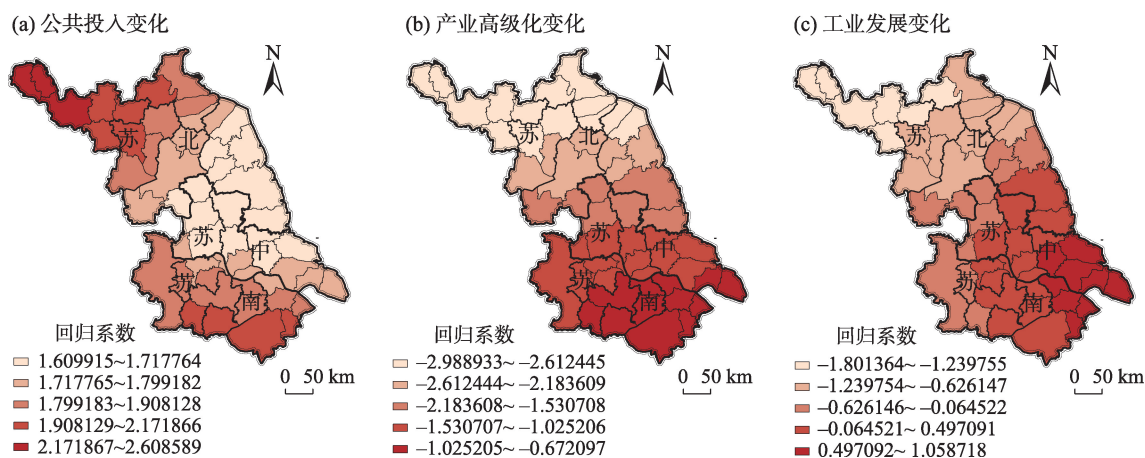 (a) 公共投入变化
N
苏
北
苏
中
苏
南
回归系数
1.609915~1.717764
1.717765~1.799182
1.799183~1.908128
1.908129~2.171866
2.171867~2.608589
0 50 km
(b) 产业高级化变化
N
苏
北
苏
中
苏
南
回归系数
–2.988933~ –2.612445
–2.612444~ –2.183609
–2.183608~ –1.530708
–1.530707~ –1.025206
–1.025205~ –0.672097
0 50 km
(c) 工业发展变化
N
苏
北
苏
中
苏
南
回归系数
–1.801364~ –1.239755
–1.239754~ –0.626147
–0.626146~ –0.064522
–0.064521~ 0.497091
0.497092~ 1.058718
0 50 km